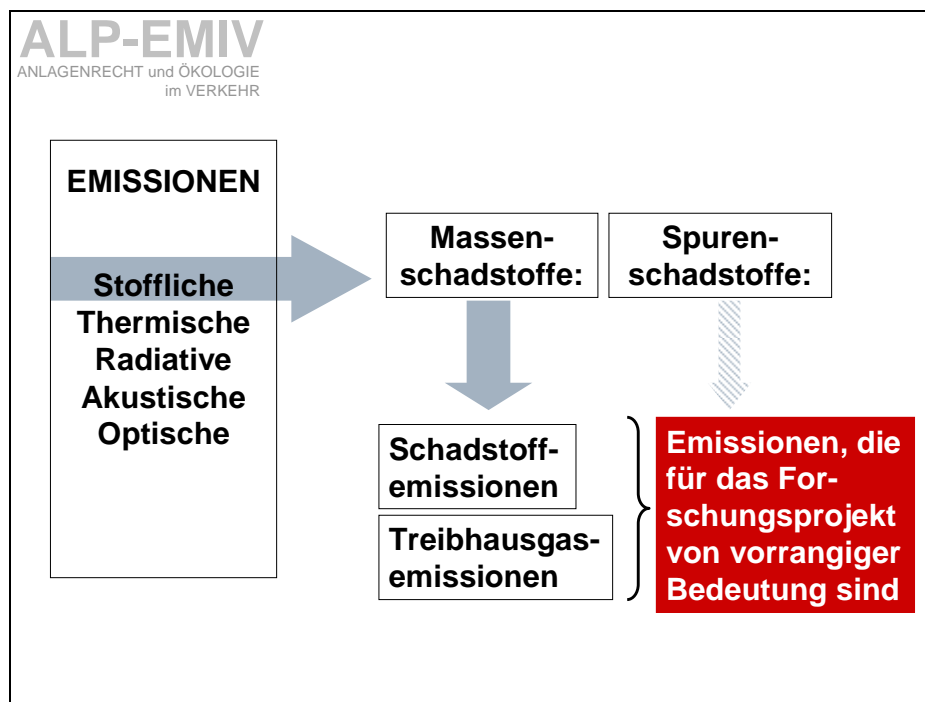 ALP-EMIV
ANLAGENRECHT und ÖKOLOGIE
im VERKEHR
EMISSIONEN
Stoffliche
Thermische
Radiative
Akustische
Optische
Massen-
schadstoffe:
Spuren-
schadstoffe:
Schadstoff-
emissionen
Treibhausgas-
emissionen
Emissionen, die
für das For-
schungsprojekt
von vorrangiger
Bedeutung sind